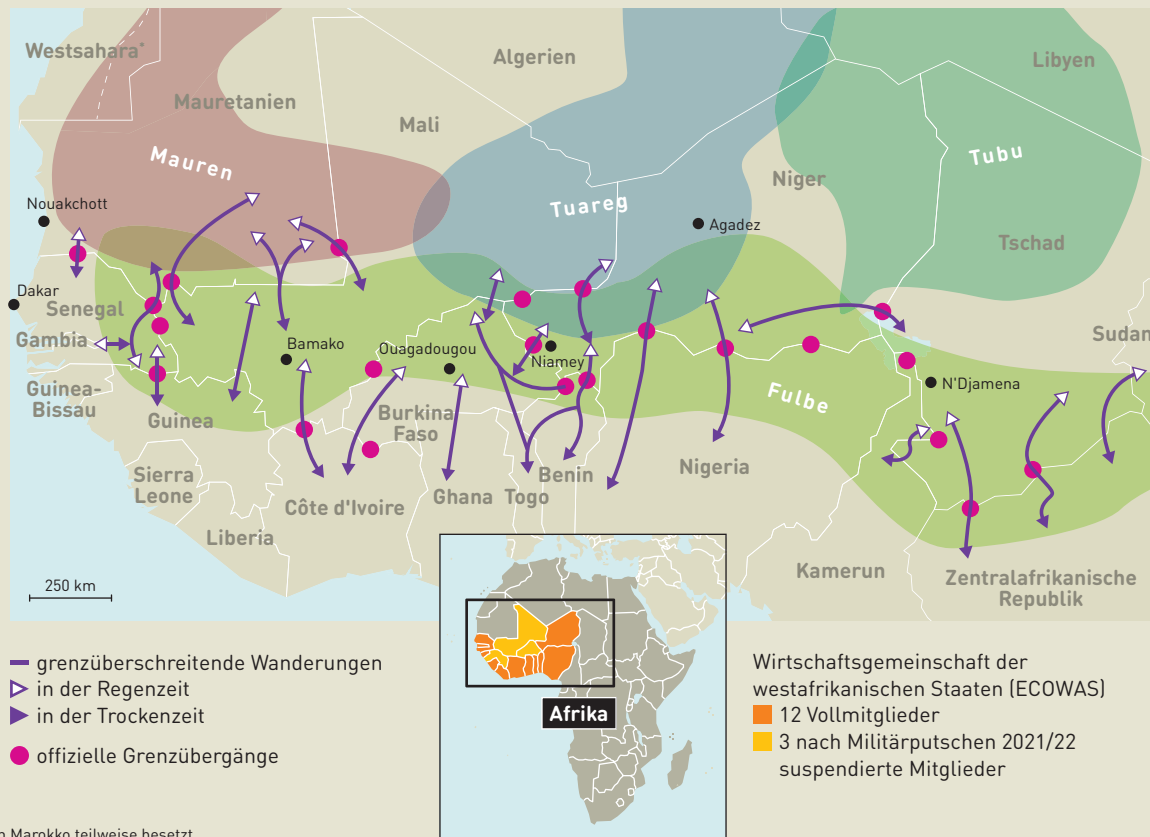 Westsahara*
Algerien
Libyen
Mauretanien
Mali
Mauren
Tubu
Niger
Tuareg
Nouakchott
Agadez
Tschad
Dakar
Senegal
Sudan
Gambia
Bamako
Ouagadougou
Niamey
N'Djamena
Guinea-
Bissau
Fulbe
Guinea
Burkina
Faso
Nigeria
Benin
Sierra
Leone
Côte d'Ivoire
Ghana
Togo
Liberia
Kamerun
Zentralafrikanische
Republik
250 km
grenzüberschreitende Wanderungen
in der Regenzeit
in der Trockenzeit
offizielle Grenzübergänge
Afrika
Wirtschaftsgemeinschaft der
westafrikanischen Staaten (ECOWAS)
12 Vollmitglieder
3 nach Militärputschen 2021/22
suspendierte Mitglieder
Marokko teilweise besetzt